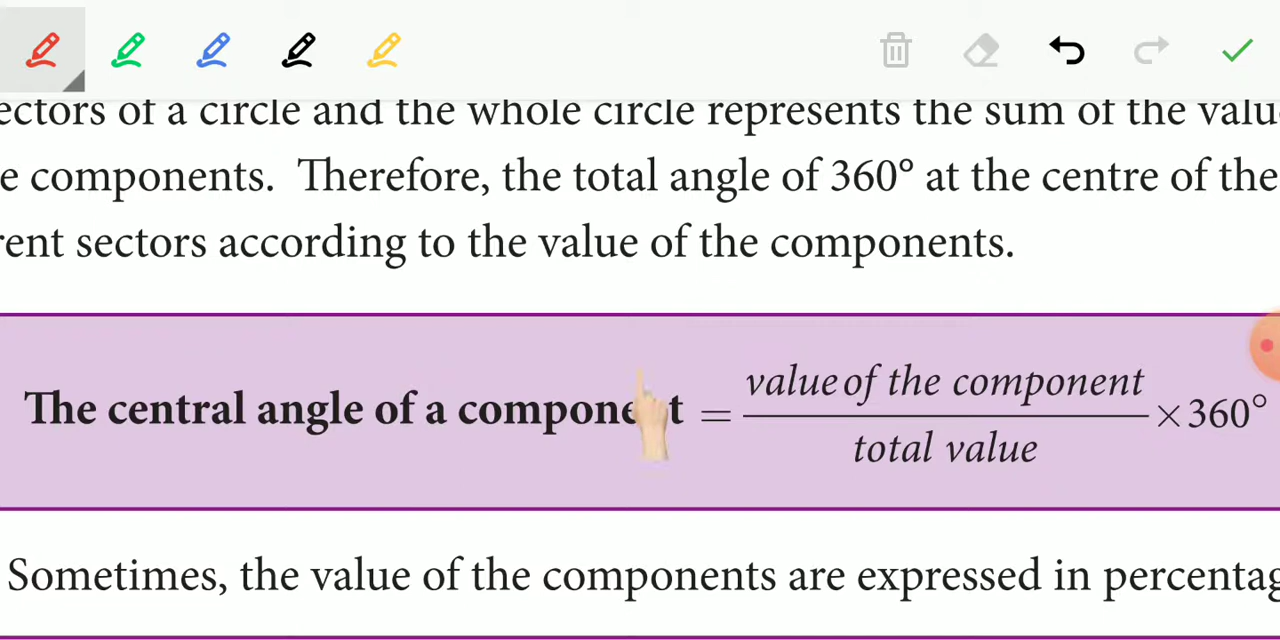 ectors of a circle and the whole circle represents the sum of the valu
e components. Therefore, the total angle of 360° at the centre of the
rent sectors according to the value of the components.
The central angle of a component = value of the component / total value × 360°
Sometimes, the value of the components are expressed in percentag